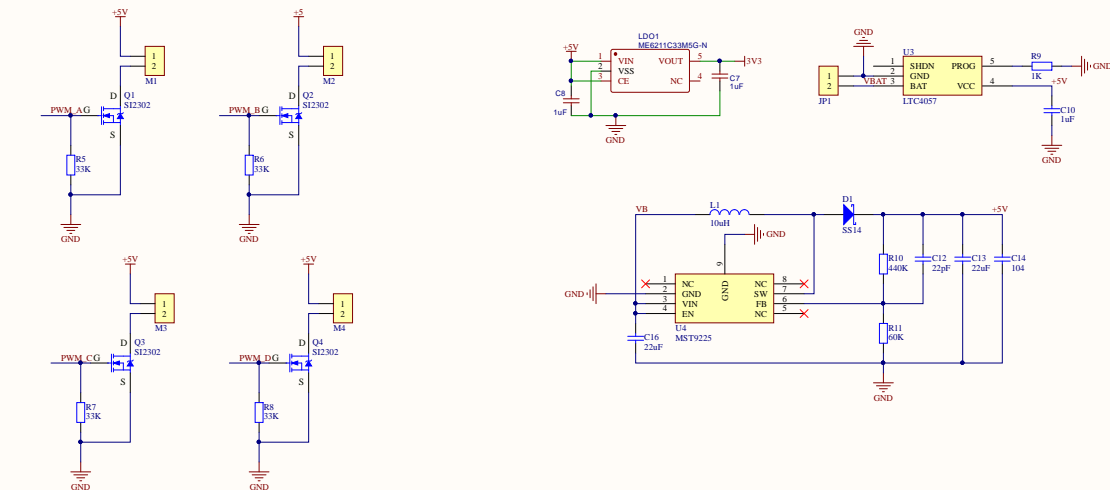 +5V
1
2
M1
D
Q1
SI2302
PWM_A G
S
R5
33K
GND
+5
1
2
M2
D
Q2
SI2302
PWM_B G
S
R6
33K
GND
+5V
1
2
M3
D
Q3
SI2302
PWM_C G
S
R7
33K
GND
+5V
1
2
M4
D
Q4
SI2302
PWM_D G
S
R8
33K
GND
LDO1
ME6211C33M5G-N
+5V
1 VIN VOUT 5 3V3
2 VSS
3 CE NC 4
C7
1uF
C8
1uF
GND
GND
U3
1 SHDN PROG 5
2 GND
VBAT 3 BAT VCC 4
LTC4057
1
2
JP1
R9
1K
GND
+5V
C10
1uF
GND
VB
L1
10uH
D1
SS14
+5V
GND
9
GND
1 NC NC 8
GND 2 GND SW 7
3 VIN FB 6
4 EN NC 5
U4
MST9225
C16
22uF
R10
440K
C12
22pF
C13
22uF
C14
104
R11
60K
GND